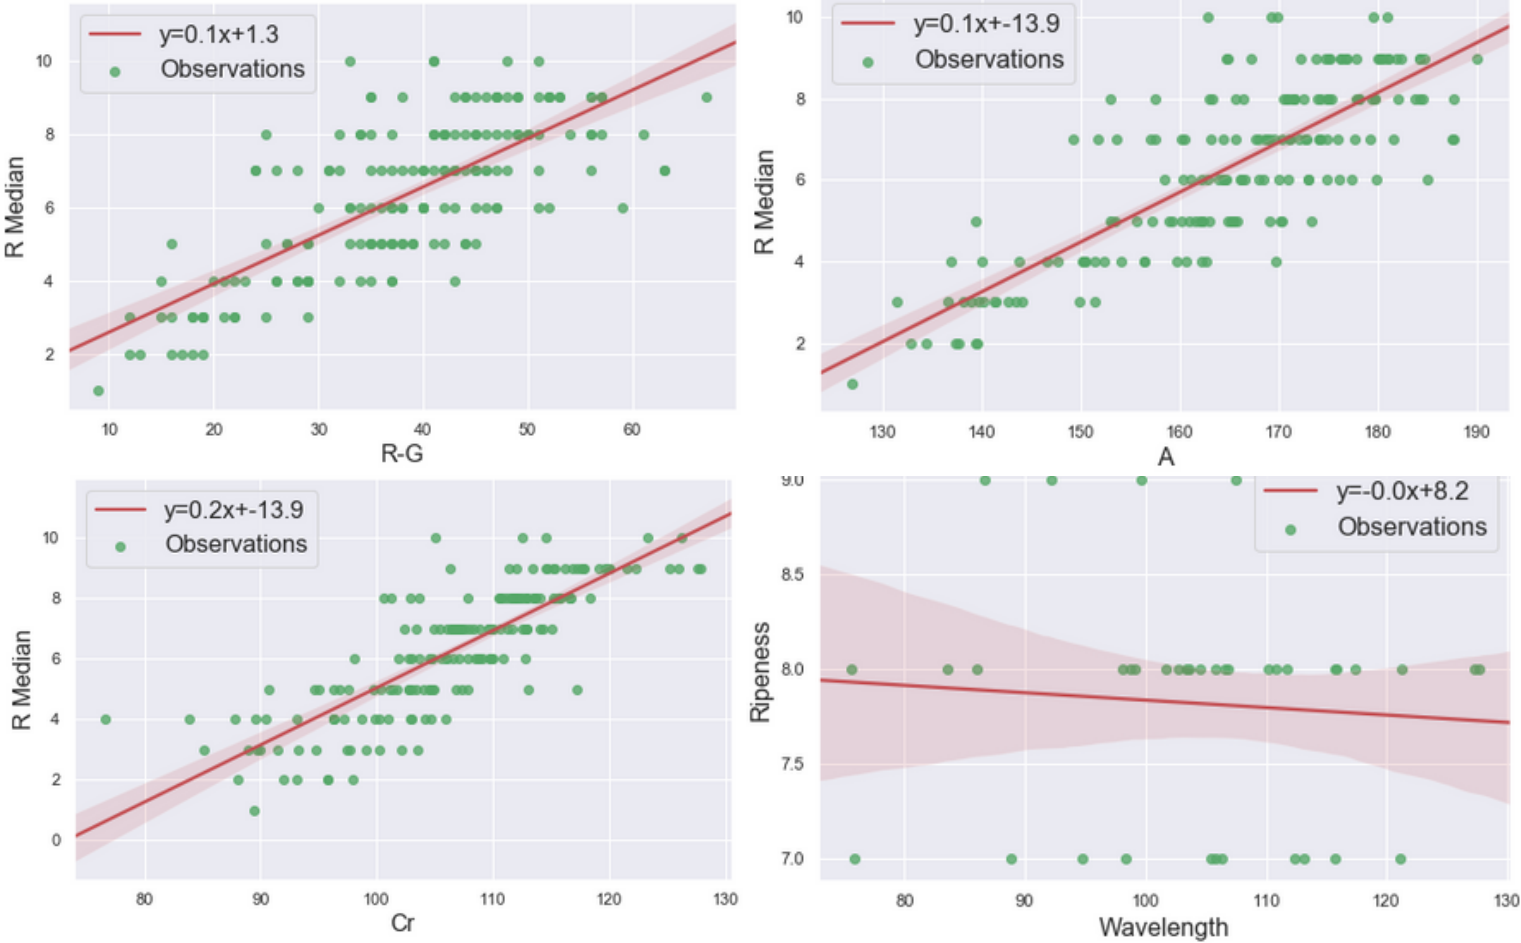 y=0.1x+1.3
Observations
10
8
6
4
2
R Median
10
20
30
40
50
60
R-G
y=0.1x+-13.9
Observations
10
8
6
4
2
R Median
130
140
150
160
170
180
190
A
y=0.2x+-13.9
Observations
10
8
6
4
2
0
R Median
80
90
100
110
120
130
Cr
y=-0.0x+8.2
Observations
9.0
8.5
8.0
7.5
7.0
Ripeness
80
90
100
110
120
130
Wavelength